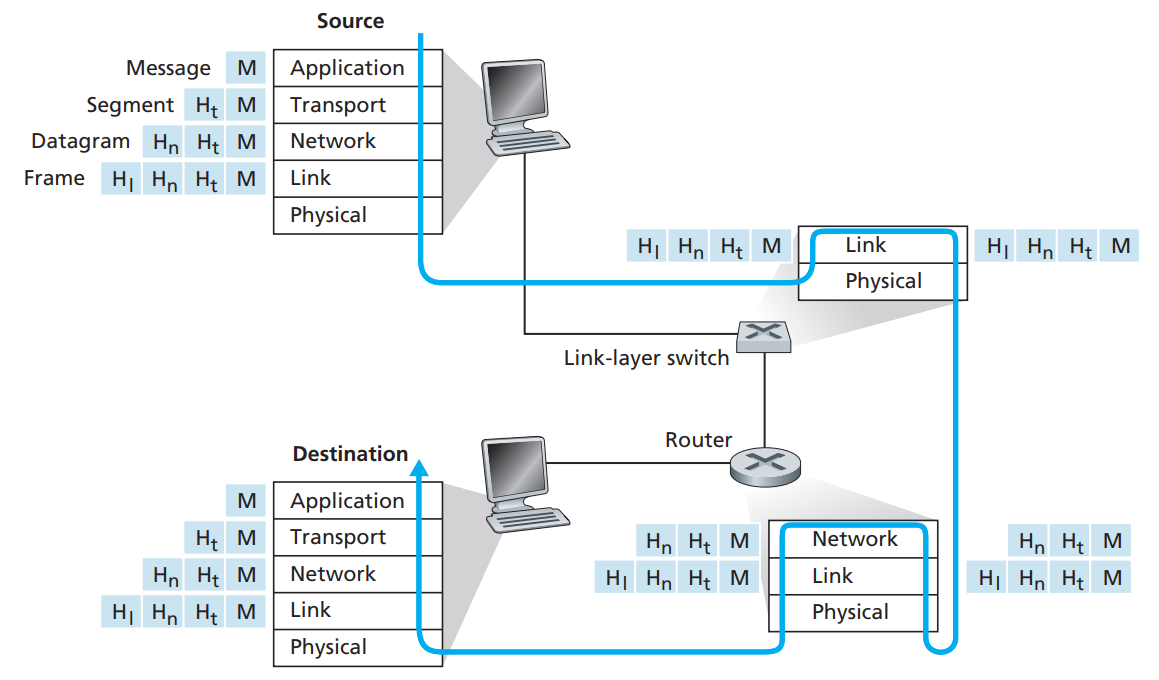 Source
Message M Application
Segment Ht M Transport
Datagram Hn Ht M Network
Frame Hl Hn Ht M Link
Physical
Hl Hn Ht M Link Hl Hn Ht M
Physical
Link-layer switch
Router
Destination
M Application
Ht M Transport
Hn Ht M Network
Hl Hn Ht M Link
Physical
Hn Ht M Network Hn Ht M
Hl Hn Ht M Link Hl Hn Ht M
Physical